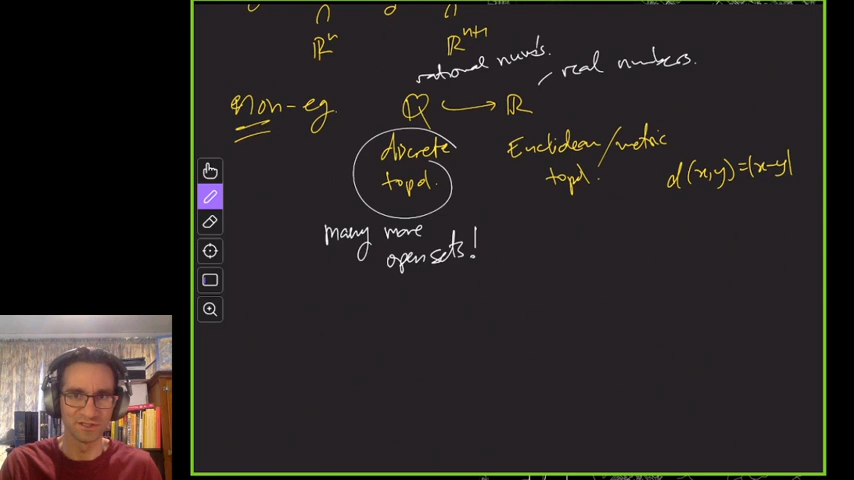 ℝⁿ ℝⁿ⁺¹
rational numbs. real numbers.
Non-eg. ℚ ↪ ℝ
discrete Euclidean/metric
topol. topol. d(x,y)=|x-y|
many more
open sets!